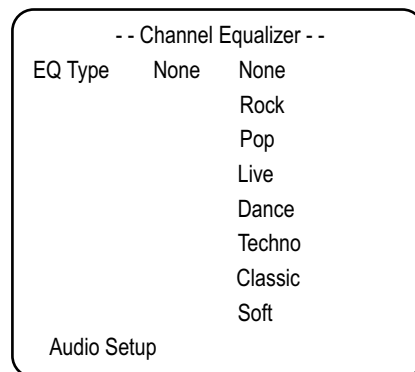 - - Channel Equalizer - -
EQ Type None None
Rock
Pop
Live
Dance
Techno
Classic
Soft
Audio Setup